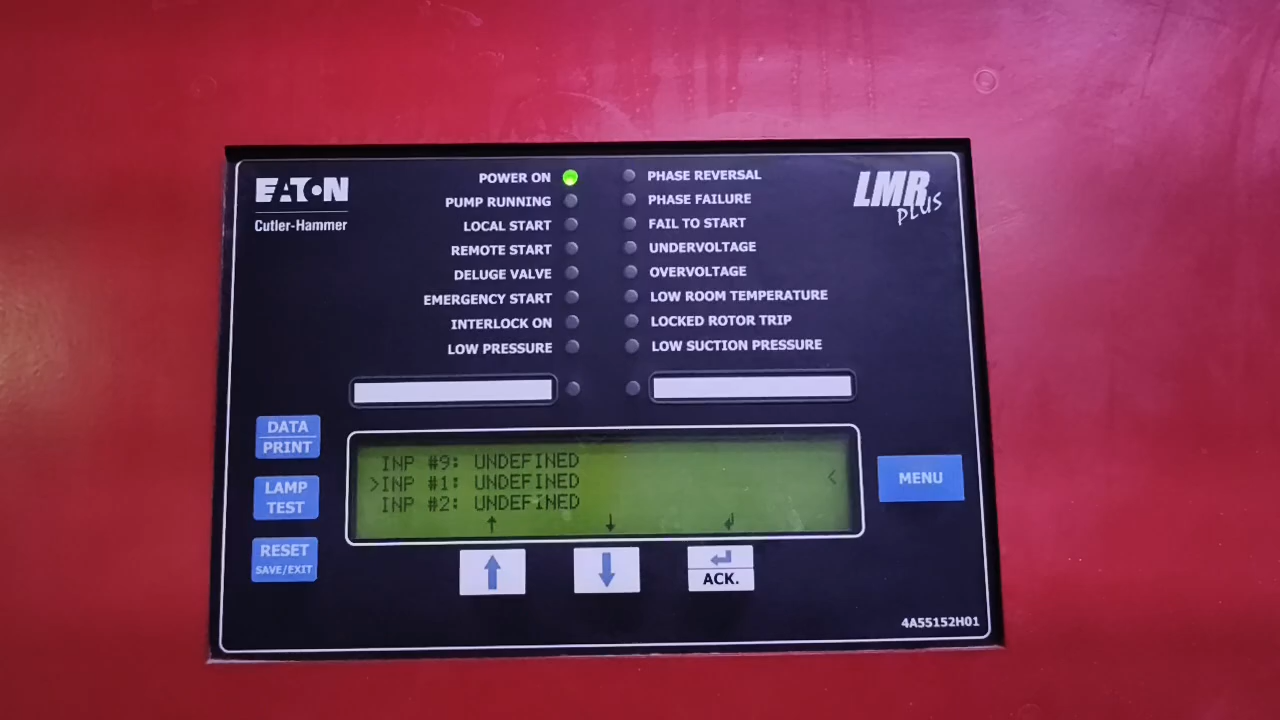 EATON
Cutler-Hammer
LMR
PLUS
POWER ON
PUMP RUNNING
LOCAL START
REMOTE START
DELUGE VALVE
EMERGENCY START
INTERLOCK ON
LOW PRESSURE
PHASE REVERSAL
PHASE FAILURE
FAIL TO START
UNDERVOLTAGE
OVERVOLTAGE
LOW ROOM TEMPERATURE
LOCKED ROTOR TRIP
LOW SUCTION PRESSURE
DATA
PRINT
LAMP
TEST
RESET
SAVE/EXIT
INP #9: UNDEFINED
>INP #1: UNDEFINED <
INP #2: UNDEFINED
↑ ↓ ↲
MENU
↑
↓
↵
ACK.
4A55152H01